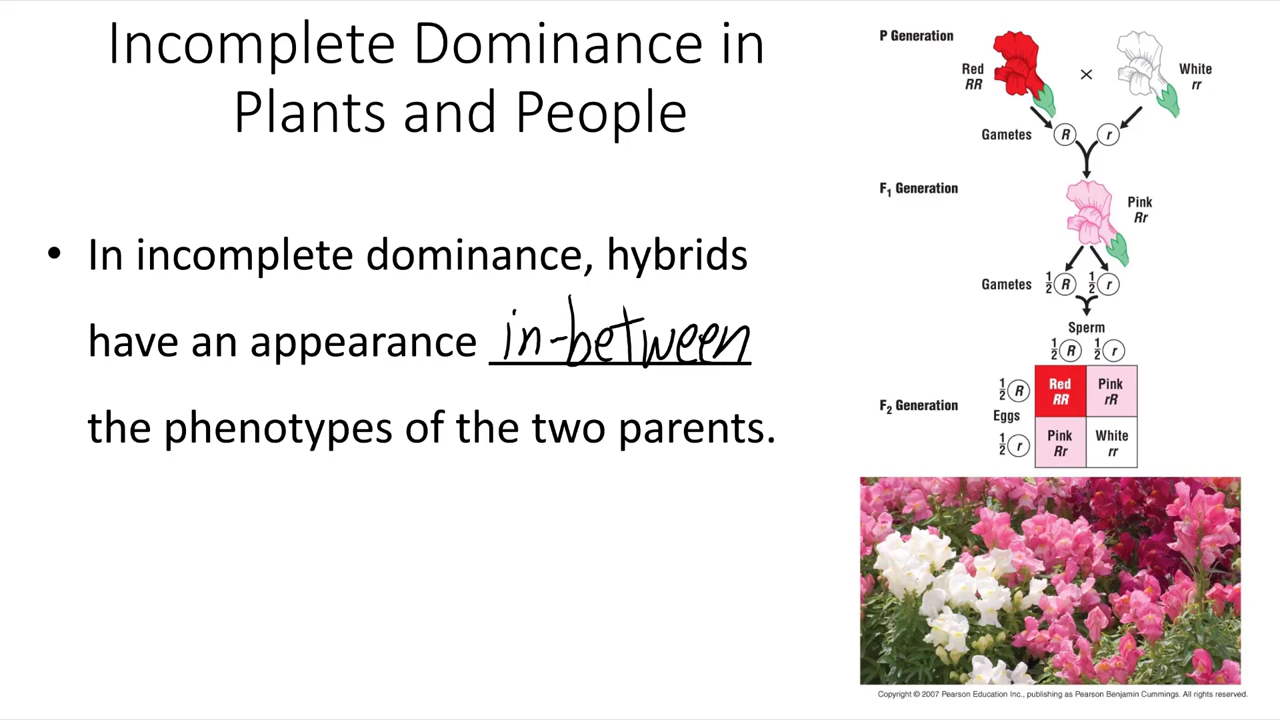 Incomplete Dominance in
Plants and People
• In incomplete dominance, hybrids
have an appearance in-between
the phenotypes of the two parents.
P Generation
Red
RR
×
White
rr
Gametes
R
r
F₁ Generation
Pink
Rr
Gametes
1/2 R 1/2 r
Sperm
1/2 R 1/2 r
F₂ Generation
Eggs
1/2 R
1/2 r
Red
RR
Pink
rR
Pink
Rr
White
rr
Copyright © 2007 Pearson Education Inc., publishing as Pearson Benjamin Cummings. All rights reserved.